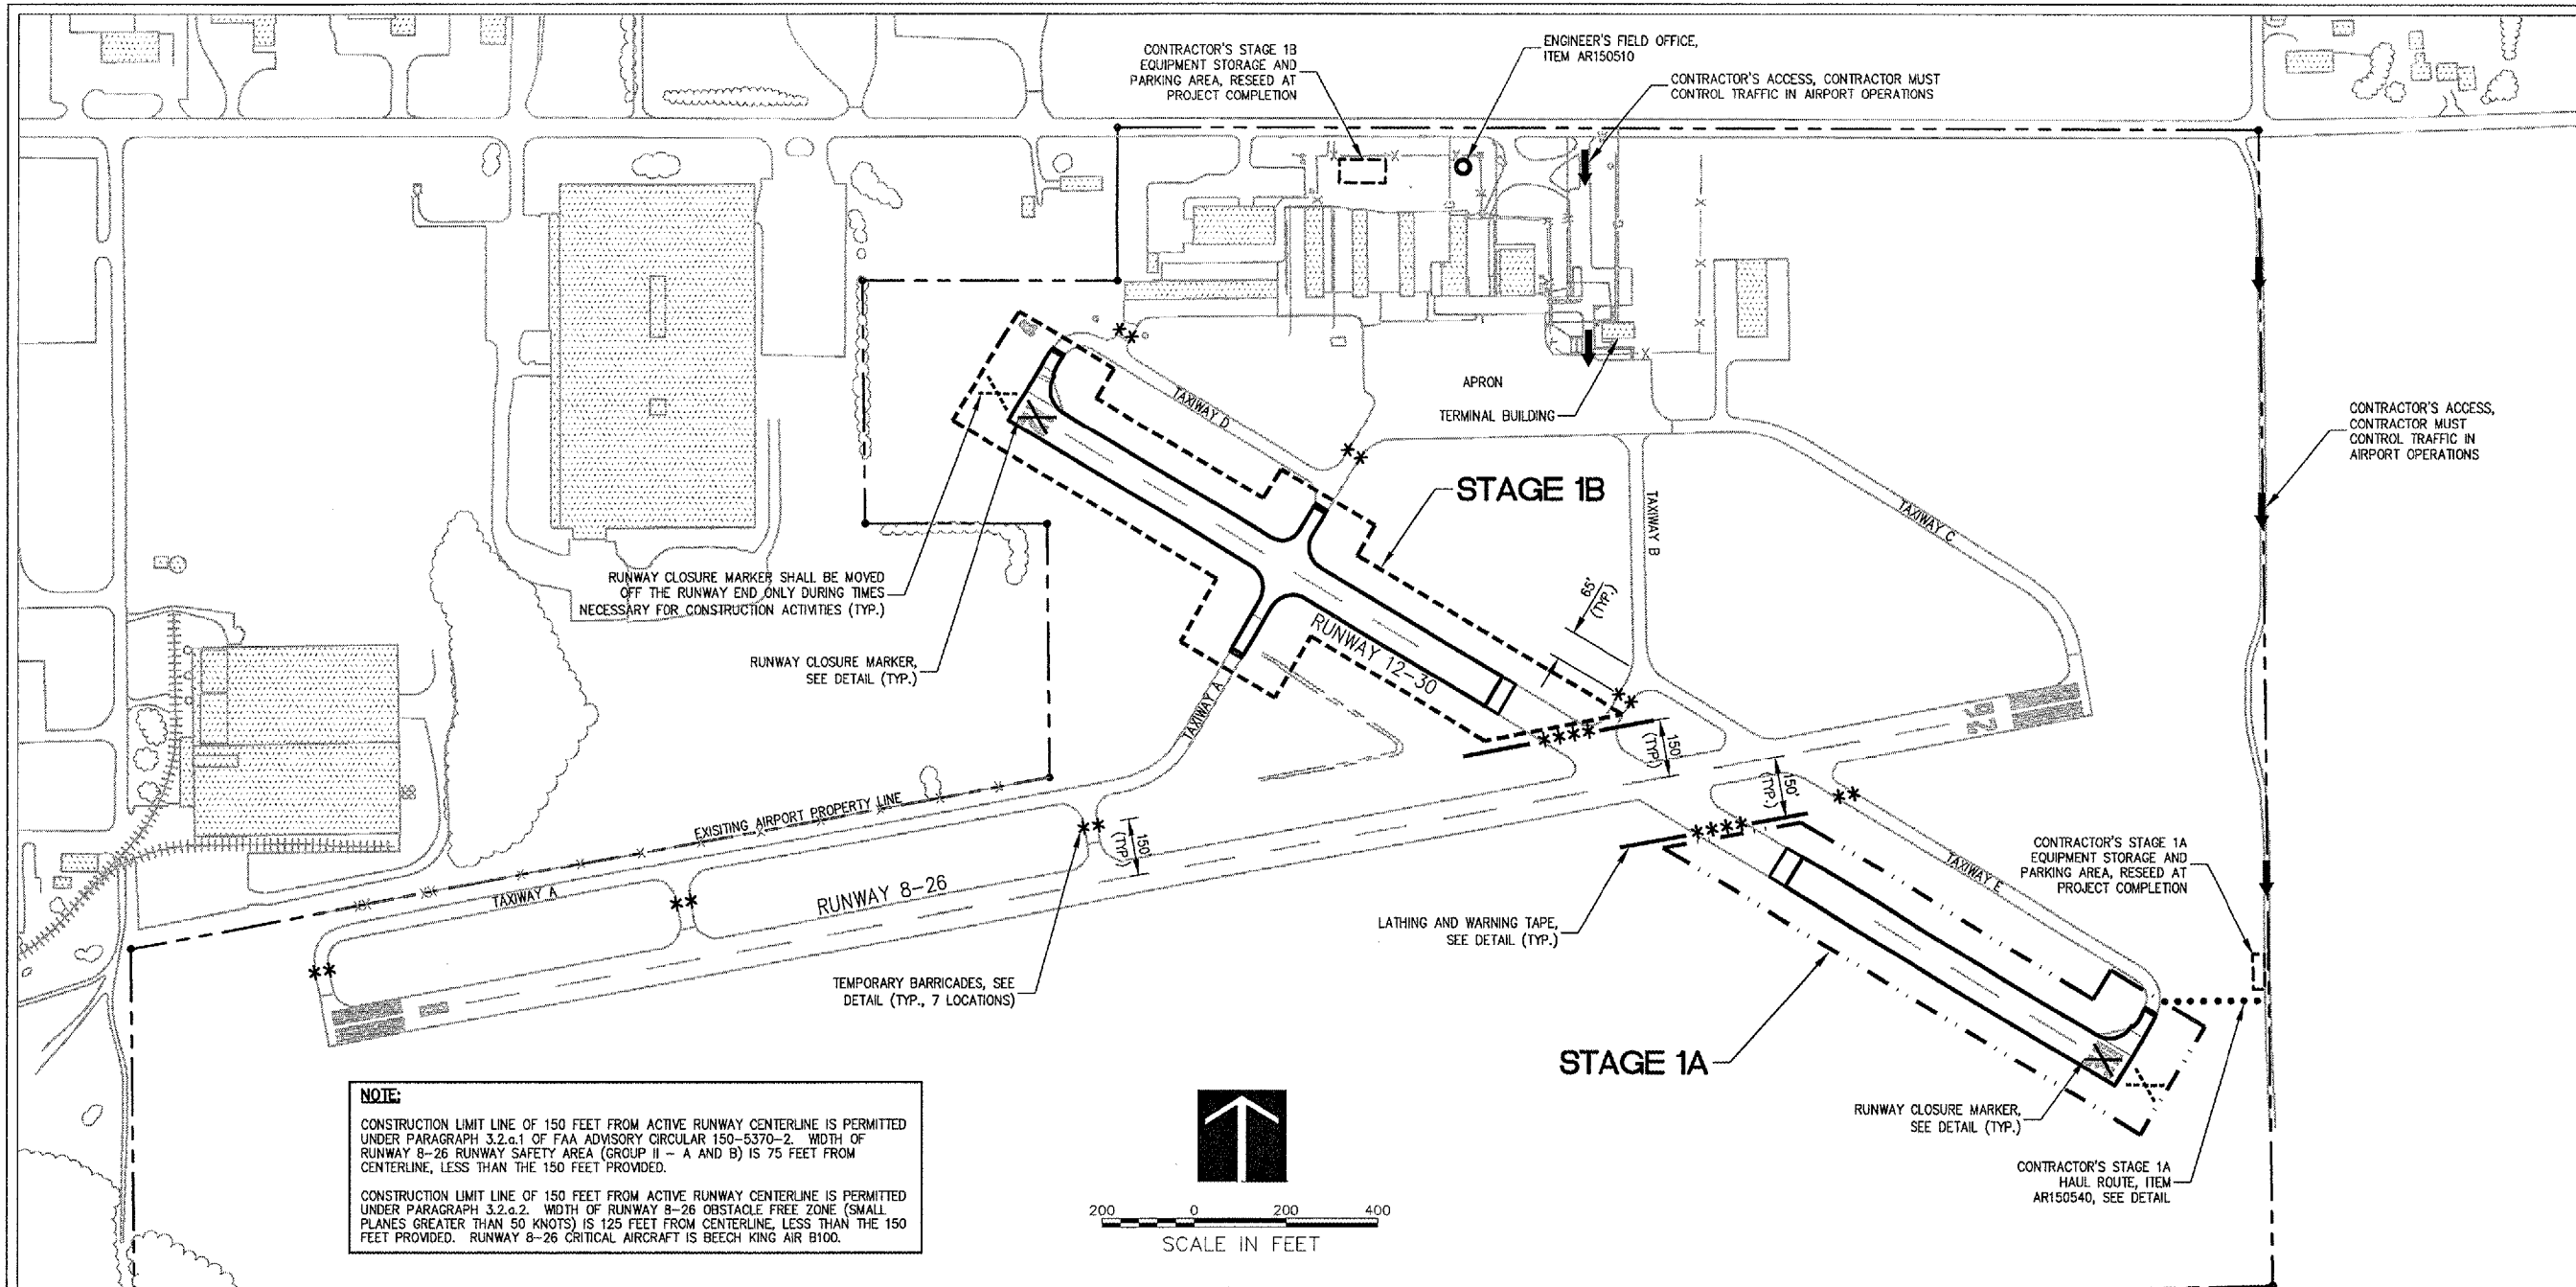 CONTRACTOR'S STAGE 1B
EQUIPMENT STORAGE AND
PARKING AREA, RESEED AT
PROJECT COMPLETION
ENGINEER'S FIELD OFFICE,
ITEM AR150510
CONTRACTOR'S ACCESS, CONTRACTOR MUST
CONTROL TRAFFIC IN AIRPORT OPERATIONS
APRON
TERMINAL BUILDING
TAXIWAY D
STAGE 1B
TAXIWAY B
TAXIWAY C
CONTRACTOR'S ACCESS,
CONTRACTOR MUST
CONTROL TRAFFIC IN
AIRPORT OPERATIONS
RUNWAY CLOSURE MARKER SHALL BE MOVED
OFF THE RUNWAY END ONLY DURING TIMES
NECESSARY FOR CONSTRUCTION ACTIVITIES (TYP.)
RUNWAY CLOSURE MARKER,
SEE DETAIL (TYP.)
65'
(TYP.)
RUNWAY 12-30
TAXIWAY A
150'
(TYP.)
150'
(TYP.)
26
EXISITING AIRPORT PROPERTY LINE
150'
(TYP.)
TAXIWAY A
RUNWAY 8-26
TAXIWAY E
CONTRACTOR'S STAGE 1A
EQUIPMENT STORAGE AND
PARKING AREA, RESEED AT
PROJECT COMPLETION
LATHING AND WARNING TAPE,
SEE DETAIL (TYP.)
TEMPORARY BARRICADES, SEE
DETAIL (TYP., 7 LOCATIONS)
STAGE 1A
RUNWAY CLOSURE MARKER,
SEE DETAIL (TYP.)
CONTRACTOR'S STAGE 1A
HAUL ROUTE, ITEM
AR150540, SEE DETAIL
NOTE:
CONSTRUCTION LIMIT LINE OF 150 FEET FROM ACTIVE RUNWAY CENTERLINE IS PERMITTED
UNDER PARAGRAPH 3.2.a.1 OF FAA ADVISORY CIRCULAR 150-5370-2. WIDTH OF
RUNWAY 8-26 RUNWAY SAFETY AREA (GROUP II - A AND B) IS 75 FEET FROM
CENTERLINE, LESS THAN THE 150 FEET PROVIDED.
CONSTRUCTION LIMIT LINE OF 150 FEET FROM ACTIVE RUNWAY CENTERLINE IS PERMITTED
UNDER PARAGRAPH 3.2.a.2. WIDTH OF RUNWAY 8-26 OBSTACLE FREE ZONE (SMALL
PLANES GREATER THAN 50 KNOTS) IS 125 FEET FROM CENTERLINE, LESS THAN THE 150
FEET PROVIDED. RUNWAY 8-26 CRITICAL AIRCRAFT IS BEECH KING AIR B100.
200 0 200 400
SCALE IN FEET